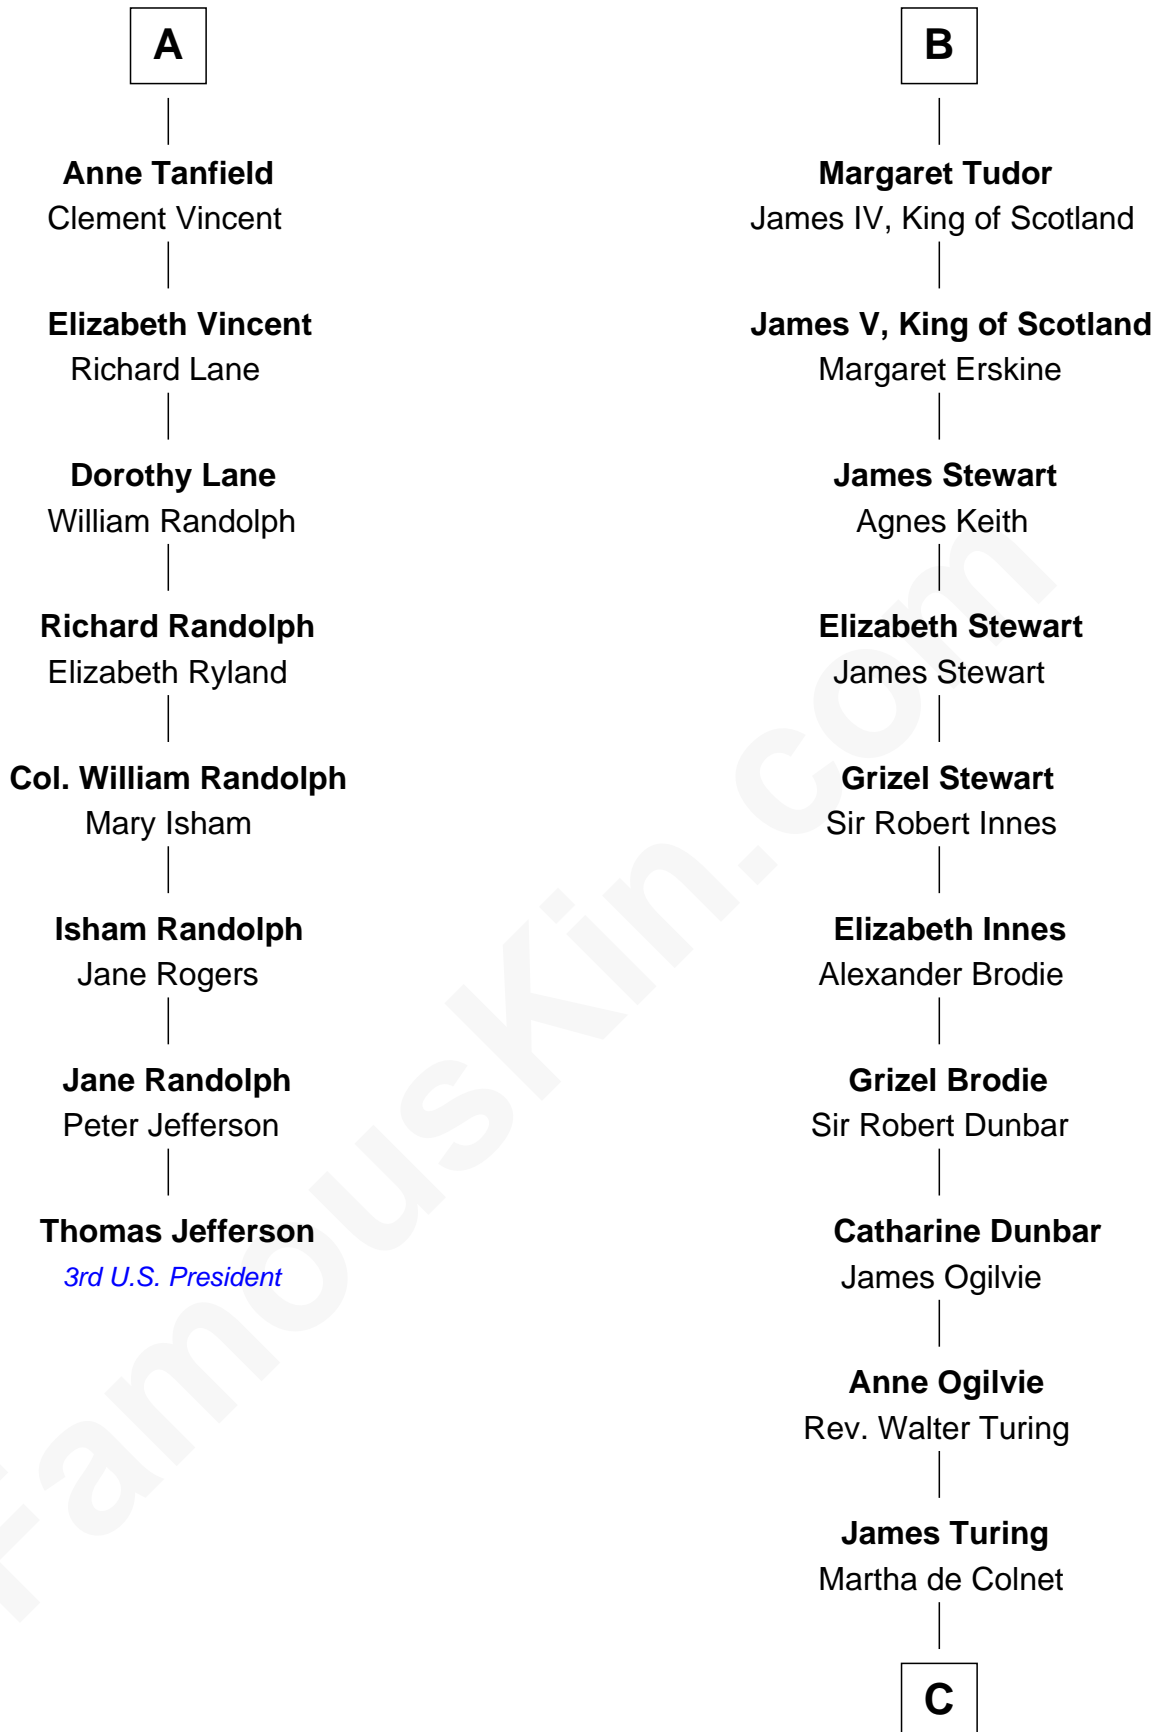 A
Anne Tanfield
Clement Vincent
Elizabeth Vincent
Richard Lane
Dorothy Lane
William Randolph
Richard Randolph
Elizabeth Ryland
Col. William Randolph
Mary Isham
Isham Randolph
Jane Rogers
Jane Randolph
Peter Jefferson
Thomas Jefferson
3rd U.S. President
B
Margaret Tudor
James IV, King of Scotland
James V, King of Scotland
Margaret Erskine
James Stewart
Agnes Keith
Elizabeth Stewart
James Stewart
Grizel Stewart
Sir Robert Innes
Elizabeth Innes
Alexander Brodie
Grizel Brodie
Sir Robert Dunbar
Catharine Dunbar
James Ogilvie
Anne Ogilvie
Rev. Walter Turing
James Turing
Martha de Colnet
C
FamousKin.com